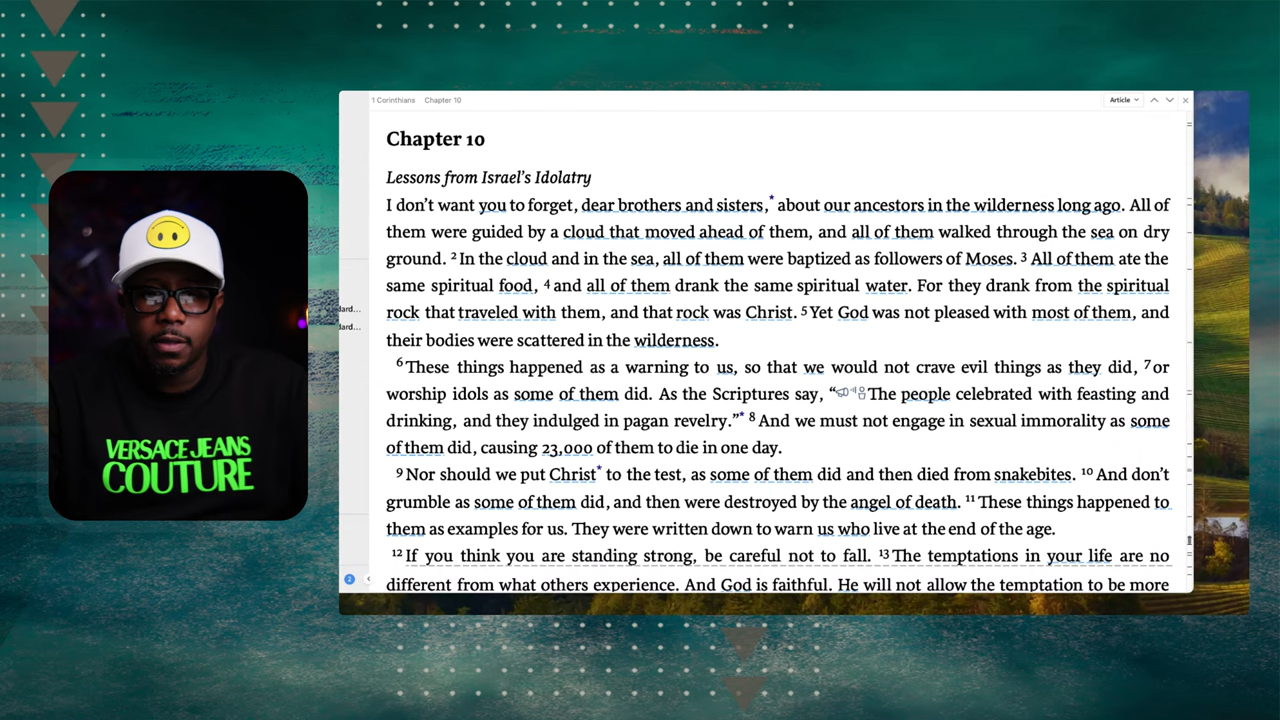 1 Corinthians Chapter 10
Article
Chapter 10
Lessons from Israel's Idolatry
I don't want you to forget, dear brothers and sisters,* about our ancestors in the wilderness long ago. All of
them were guided by a cloud that moved ahead of them, and all of them walked through the sea on dry
ground. 2 In the cloud and in the sea, all of them were baptized as followers of Moses. 3 All of them ate the
same spiritual food, 4 and all of them drank the same spiritual water. For they drank from the spiritual
rock that traveled with them, and that rock was Christ. 5 Yet God was not pleased with most of them, and
their bodies were scattered in the wilderness.
6 These things happened as a warning to us, so that we would not crave evil things as they did, 7 or
worship idols as some of them did. As the Scriptures say, “The people celebrated with feasting and
drinking, and they indulged in pagan revelry.”* 8 And we must not engage in sexual immorality as some
of them did, causing 23,000 of them to die in one day.
9 Nor should we put Christ* to the test, as some of them did and then died from snakebites. 10 And don't
grumble as some of them did, and then were destroyed by the angel of death. 11 These things happened to
them as examples for us. They were written down to warn us who live at the end of the age.
12 If you think you are standing strong, be careful not to fall. 13 The temptations in your life are no
different from what others experience. And God is faithful. He will not allow the temptation to be more
dard...
dard...
2
VERSACE JEANS
COUTURE